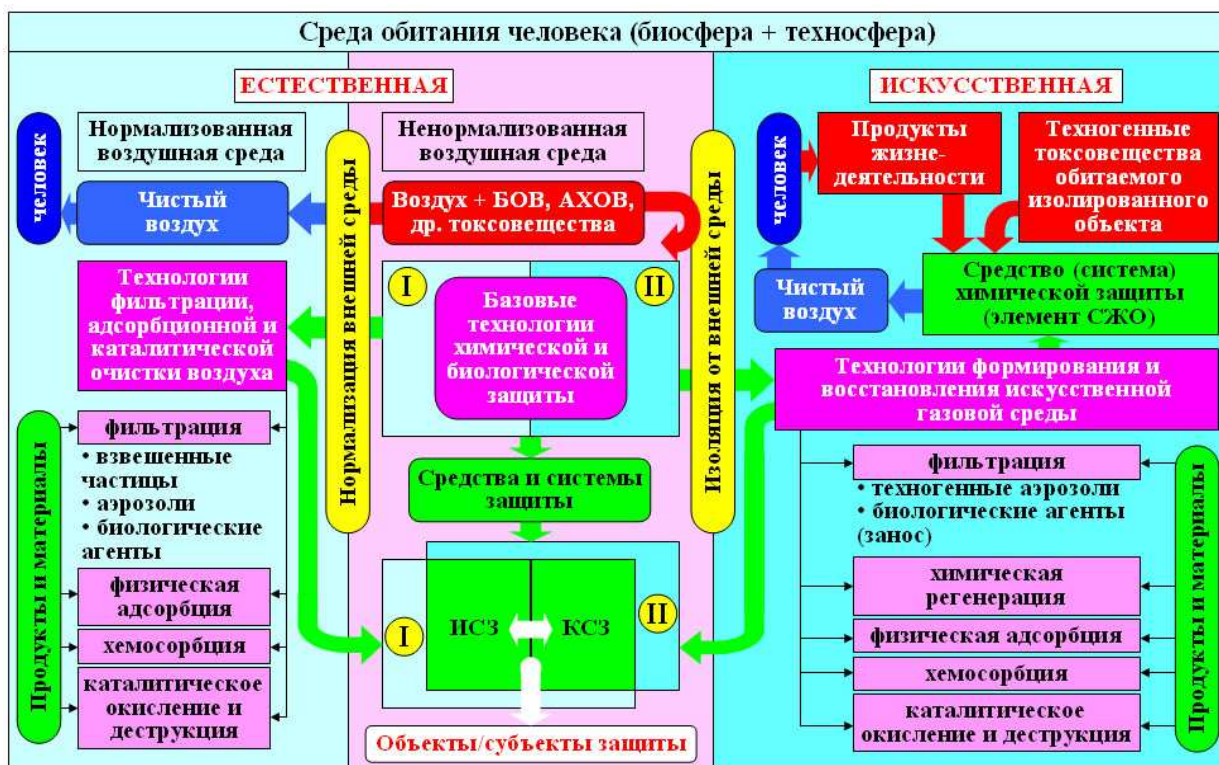 Среда обитания человека (биосфера + техносфера)
ЕСТЕСТВЕННАЯ
ИСКУССТВЕННАЯ
человек
Нормализованная
воздушная среда
Чистый
воздух
Технологии
фильтрации,
адсорбционной и
каталитической
очистки воздуха
Продукты и материалы
фильтрация
• взвешенные
частицы
• аэрозоли
• биологические
агенты
физическая
адсорбция
хемосорбция
каталитическое
окисление и
деструкция
Нормализация внешней среды
Ненормализованная
воздушная среда
Воздух + БОВ, АХОВ,
др. токсовещества
I
II
Базовые
технологии
химической и
биологической
защиты
Средства и системы
защиты
I
ИСЗ
КСЗ
II
Объекты/субъекты защиты
Изоляция от внешней среды
человек
Продукты
жизне-
деятельности
Техногенные
токсовещества
обитаемого
изолированного
объекта
Чистый
воздух
Средство (система)
химической защиты
(элемент СЖО)
Технологии формирования и
восстановления искусственной
газовой среды
фильтрация
• техногенные аэрозоли
• биологические агенты
(занос)
химическая
регенерация
физическая адсорбция
хемосорбция
каталитическое
окисление и деструкция
Продукты и материалы